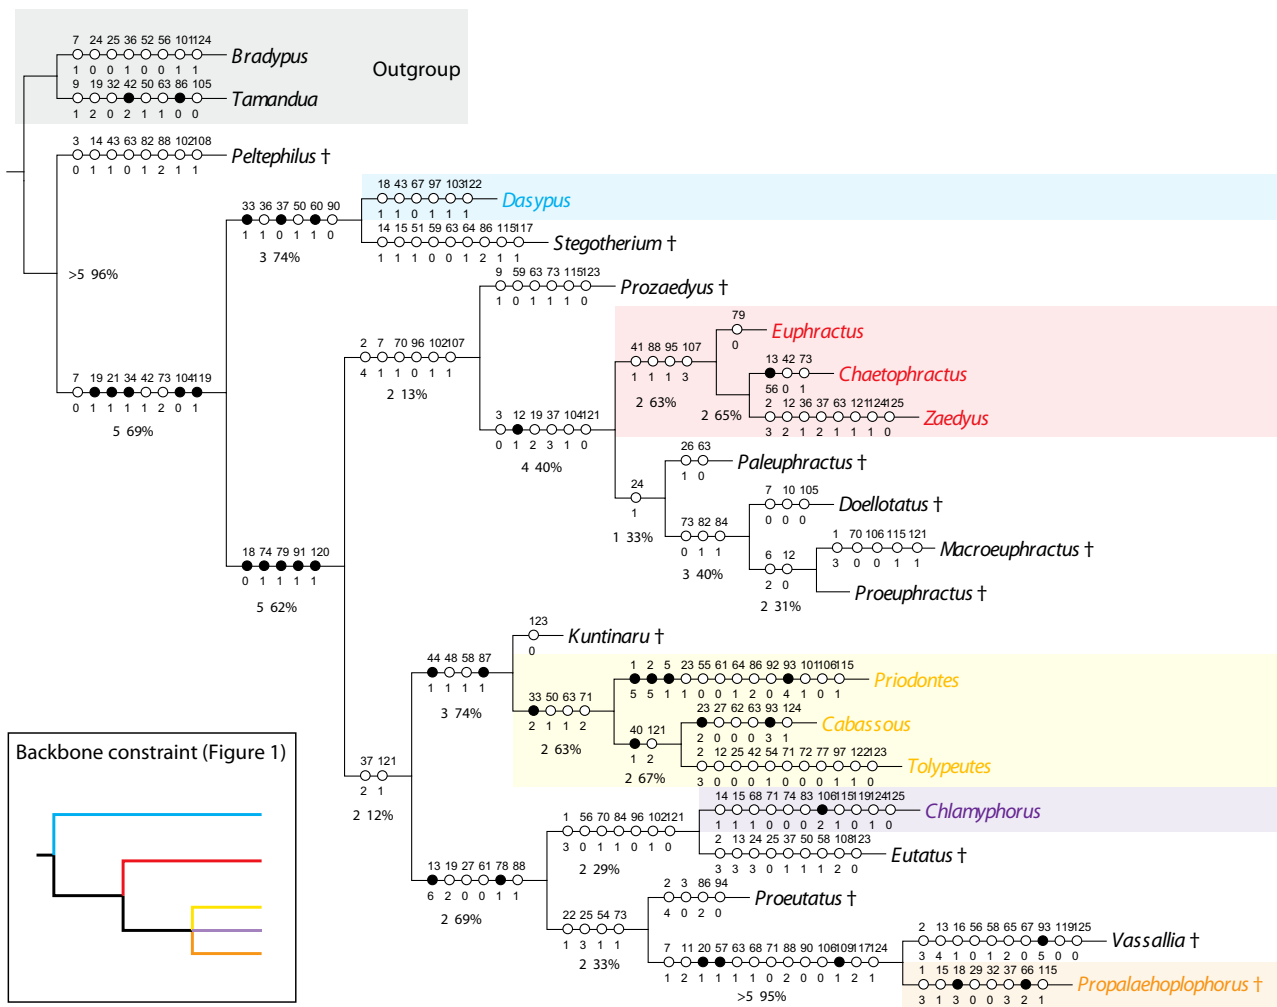 7 24 25 36 52 56 101 124
Bradypus
1 0 0 1 0 0 1 1
Outgroup
9 19 32 42 50 63 86 105
Tamandua
1 2 0 2 1 1 0 0
3 14 43 63 82 88 102 108
Peltephilus †
0 1 1 0 1 2 1 1
18 43 67 97 103 122
Dasypus
1 1 0 1 1 1
33 36 37 50 60 90
1 1 0 1 1 0
3 74%
14 15 51 59 63 64 86 115 117
Stegotherium †
1 1 1 0 0 1 2 1 1
>5 96%
9 59 63 73 115 123
Prozaedyus †
1 0 1 1 1 0
79
Euphractus
0
2 7 70 96 102 107
4 1 1 0 1 1
2 13%
41 88 95 107
1 1 1 3
2 63%
13 42 73
Chaetophractus
56 0 1
7 19 21 34 42 73 104 119
0 1 1 1 1 2 0 1
5 69%
2 65%
2 12 36 37 63 121 124 125
Zaedyus
3 2 1 2 1 1 1 0
3 12 19 37 104 121
0 1 2 3 1 0
4 40%
26 63
Paleuphractus †
1 0
24
1
1 33%
7 10 105
Doellotatus †
0 0 0
73 82 84
0 1 1
3 40%
1 70 106 115 121
Macroeuphractus †
3 0 0 1 1
6 12
2 0
2 31%
Proeuphractus †
18 74 79 91 120
0 1 1 1 1
5 62%
123
Kuntinaru †
0
44 48 58 87
1 1 1 1
3 74%
1 2 5 23 55 61 64 86 92 93 101 106 115
Priodontes
5 5 1 1 0 0 1 2 0 4 1 0 1
33 50 63 71
2 1 1 2
2 63%
23 27 62 63 93 124
Cabassous
2 0 0 0 3 1
40 121
1 2
2 67%
2 12 25 42 54 71 72 77 97 122 123
Tolypeutes
3 0 0 0 1 0 0 0 1 1 0
37 121
2 1
2 12%
14 15 68 71 74 83 106 115 119 124 125
Chlamyphorus
1 1 1 0 0 0 2 1 0 1 0
1 56 70 84 96 102 121
3 0 1 1 0 1 0
2 29%
2 13 24 25 37 50 58 108 123
Eutatus †
3 3 3 0 1 1 1 2 0
13 19 27 61 78 88
6 2 0 0 1 1
2 69%
2 3 86 94
Proeutatus †
4 0 2 0
22 25 54 73
1 3 1 1
2 33%
7 11 20 57 63 68 71 88 90 106 109 117 124
1 2 1 1 1 1 0 2 0 0 1 2 1
>5 95%
2 13 16 56 58 65 67 93 119 125
Vassallia †
3 4 1 0 1 2 0 5 0 0
1 15 18 29 32 37 66 115
Propalaehoplophorus †
3 1 3 0 0 3 2 1
Backbone constraint (Figure 1)